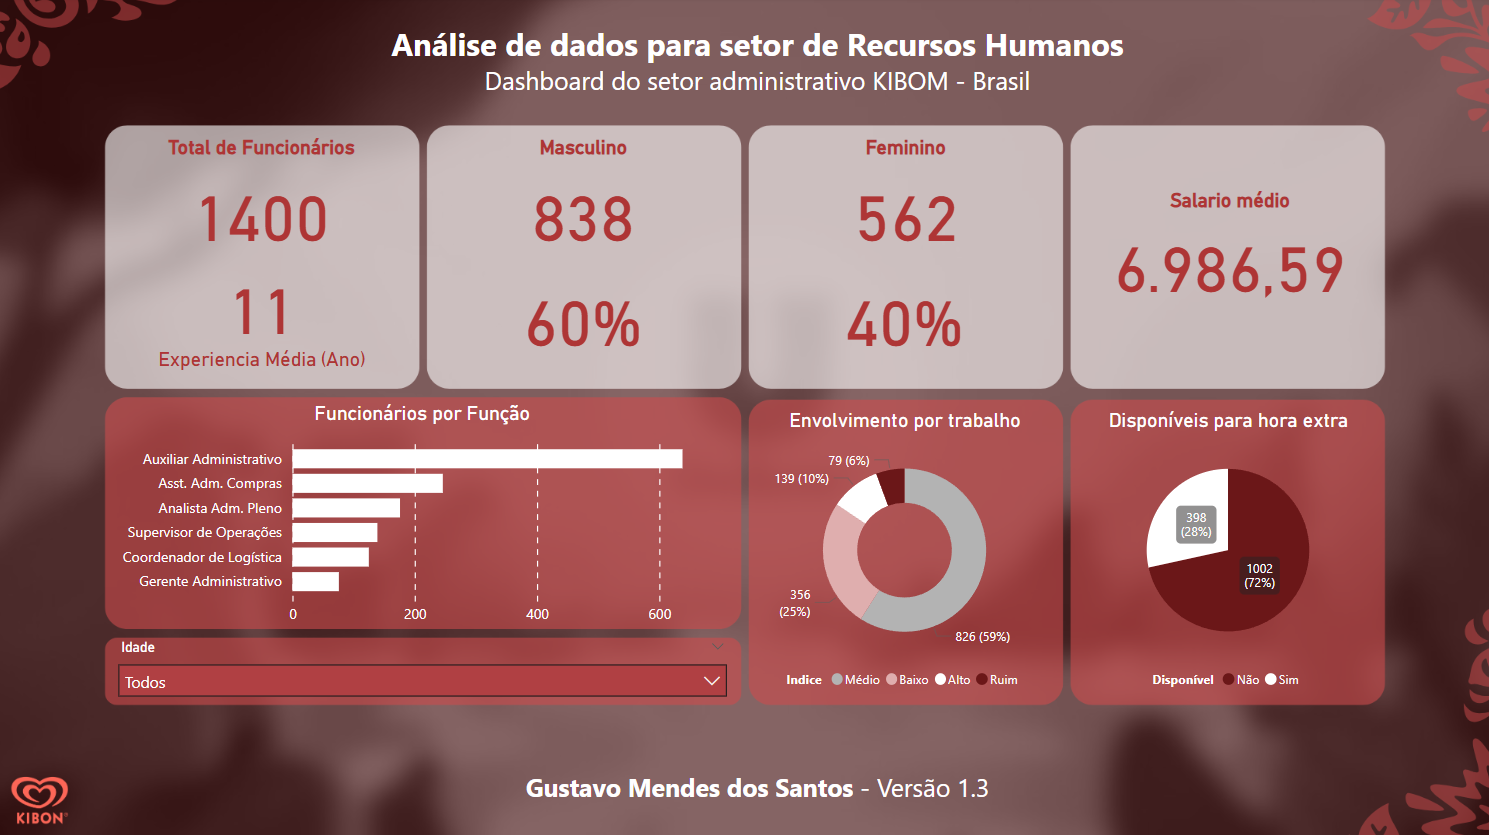 Análise de dados para setor de Recursos Humanos
Dashboard do setor administrativo KIBOM - Brasil
Total de Funcionários
1400
11
Experiencia Média (Ano)
Masculino
838
60%
Feminino
562
40%
Salario médio
6.986,59
Funcionários por Função
Auxiliar Administrativo
Asst. Adm. Compras
Analista Adm. Pleno
Supervisor de Operações
Coordenador de Logística
Gerente Administrativo
0 200 400 600
Idade
Todos
Envolvimento por trabalho
79 (6%)
139 (10%)
356
(25%)
826 (59%)
Indice Médio Baixo Alto Ruim
Disponíveis para hora extra
398
(28%)
1002
(72%)
Disponível Não Sim
Gustavo Mendes dos Santos - Versão 1.3
KIBON®